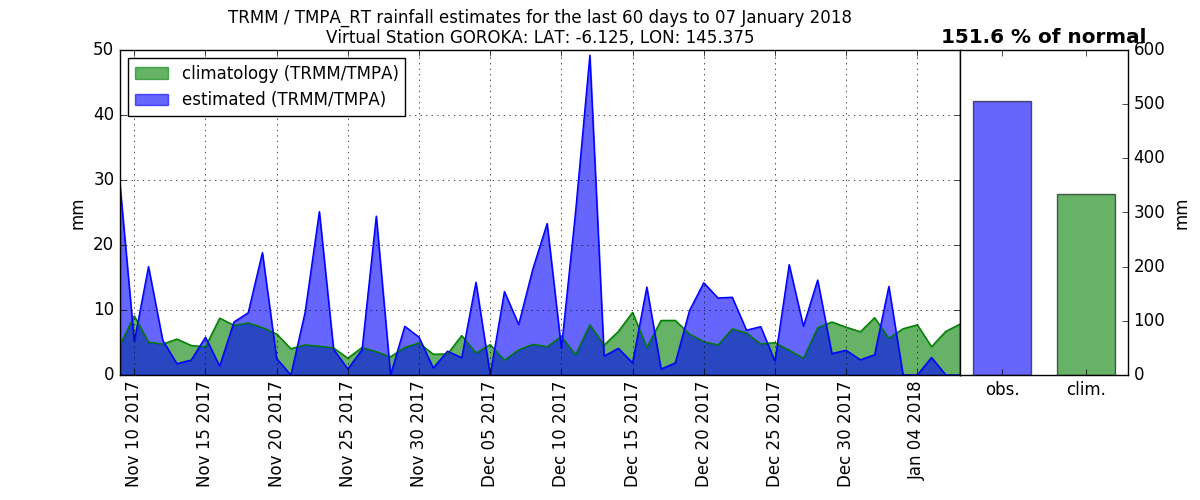 TRMM / TMPA_RT rainfall estimates for the last 60 days to 07 January 2018
Virtual Station GOROKA: LAT: -6.125, LON: 145.375
151.6 % of normal
climatology (TRMM/TMPA)
estimated (TRMM/TMPA)
mm
50
40
30
20
10
0
Nov 10 2017
Nov 15 2017
Nov 20 2017
Nov 25 2017
Nov 30 2017
Dec 05 2017
Dec 10 2017
Dec 15 2017
Dec 20 2017
Dec 25 2017
Dec 30 2017
Jan 04 2018
obs.
clim.
600
500
400
300
200
100
0
mm